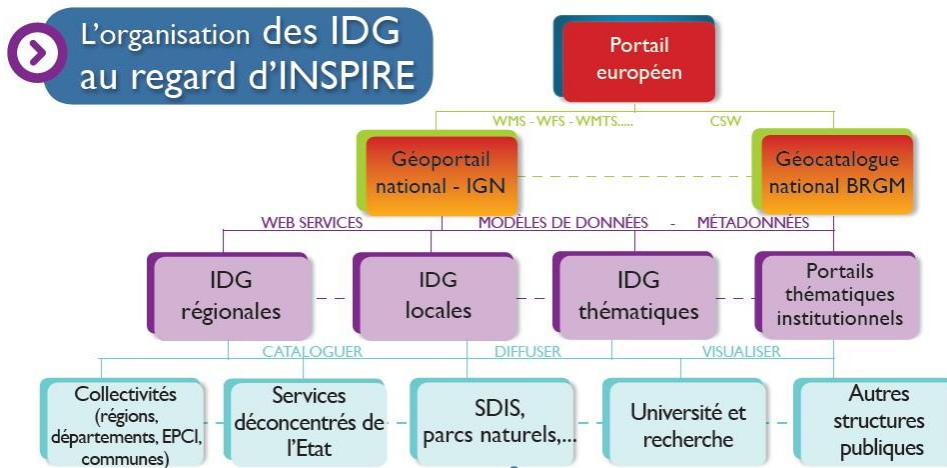 L'organisation des IDG
au regard d'INSPIRE
Portail
européen
WMS - WFS - WMTS..... CSW
Géoportail
national - IGN
Géocatalogue
national BRGM
WEB SERVICES MODÈLES DE DONNÉES - MÉTADONNÉES
IDG
régionales
IDG
locales
IDG
thématiques
Portails
thématiques
institutionnels
CATALOGUER DIFFUSER VISUALISER
Collectivités
(régions,
départements, EPCI,
communes)
Services
déconcentrés de
l'Etat
SDIS,
parcs naturels,...
Université et
recherche
Autres
structures
publiques